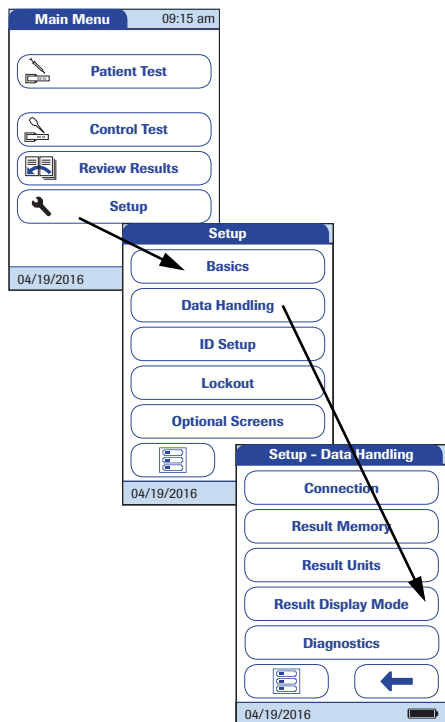 Main Menu 09:15 am
Patient Test
Control Test
Review Results
Setup
04/19/2016
Setup
Basics
Data Handling
ID Setup
Lockout
Optional Screens
04/19/2016
Setup - Data Handling
Connection
Result Memory
Result Units
Result Display Mode
Diagnostics
04/19/2016